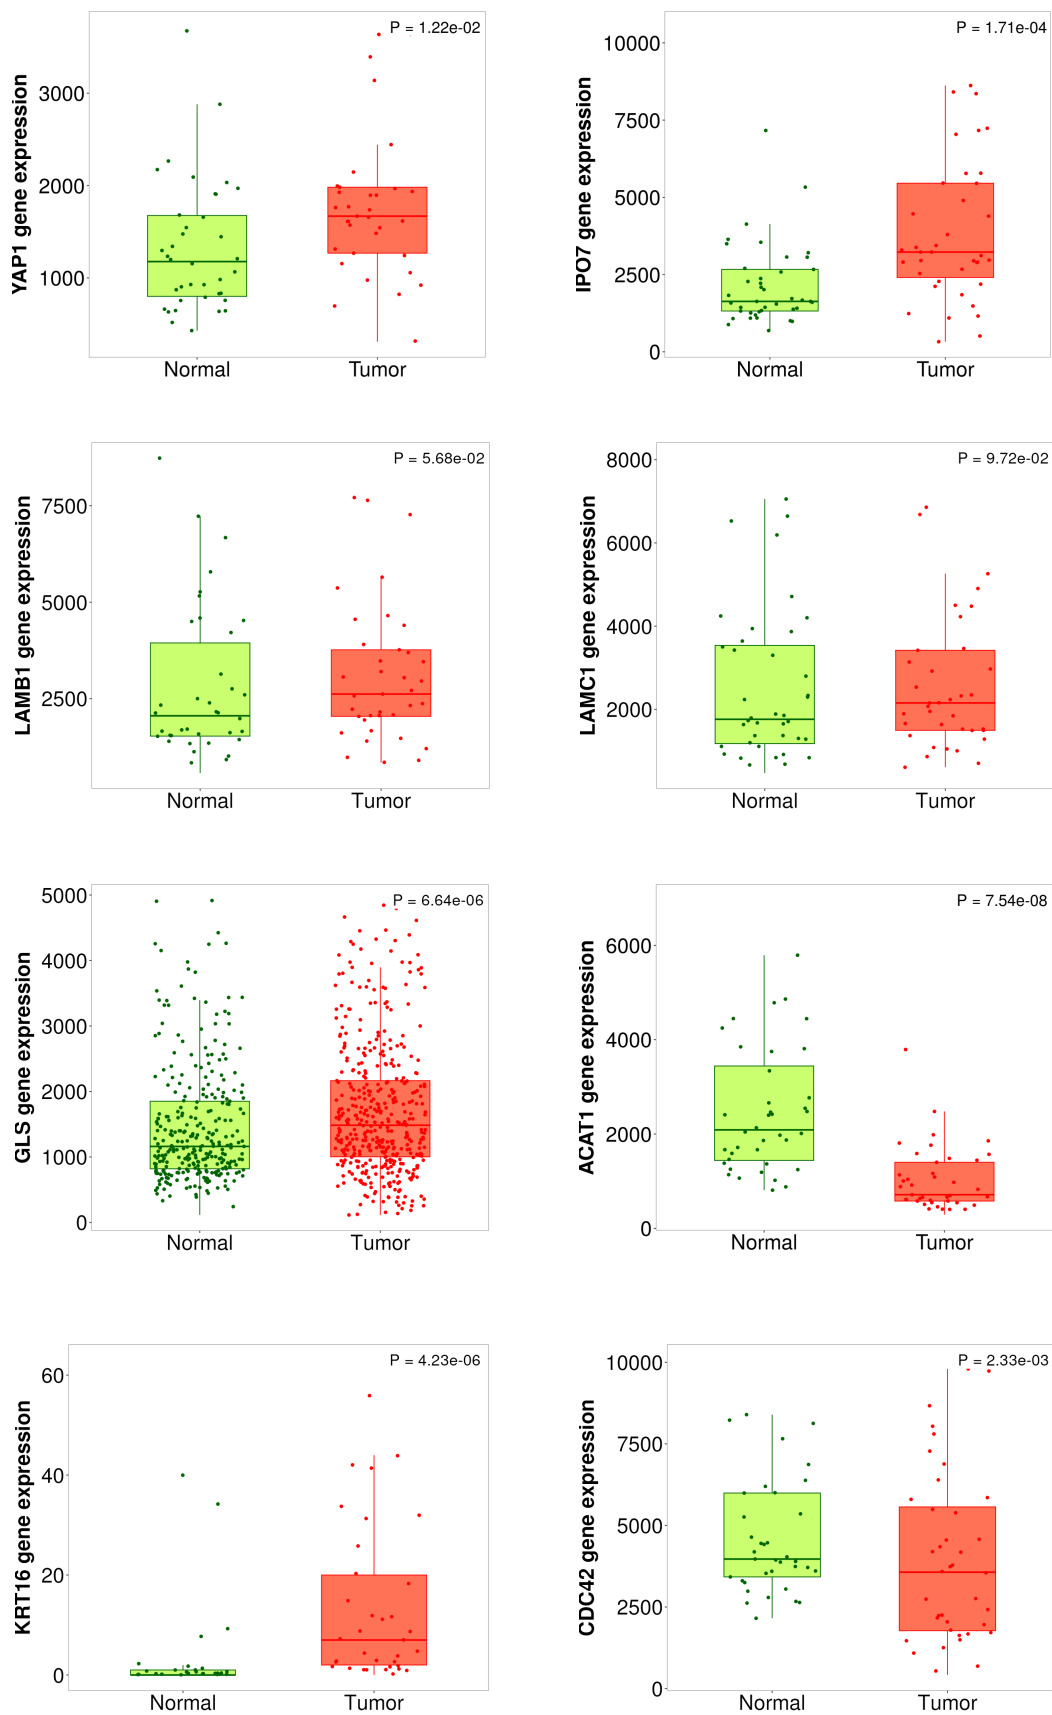 P = 1.22e-02
YAP1 gene expression
3000
2000
1000
Normal
Tumor
P = 1.71e-04
IPO7 gene expression
10000
7500
5000
2500
0
Normal
Tumor
P = 5.68e-02
LAMB1 gene expression
7500
5000
2500
Normal
Tumor
P = 9.72e-02
LAMC1 gene expression
8000
6000
4000
2000
Normal
Tumor
P = 6.64e-06
GLS gene expression
5000
4000
3000
2000
1000
0
Normal
Tumor
P = 7.54e-08
ACAT1 gene expression
6000
4000
2000
0
Normal
Tumor
P = 4.23e-06
KRT16 gene expression
60
40
20
0
Normal
Tumor
P = 2.33e-03
CDC42 gene expression
10000
7500
5000
2500
0
Normal
Tumor